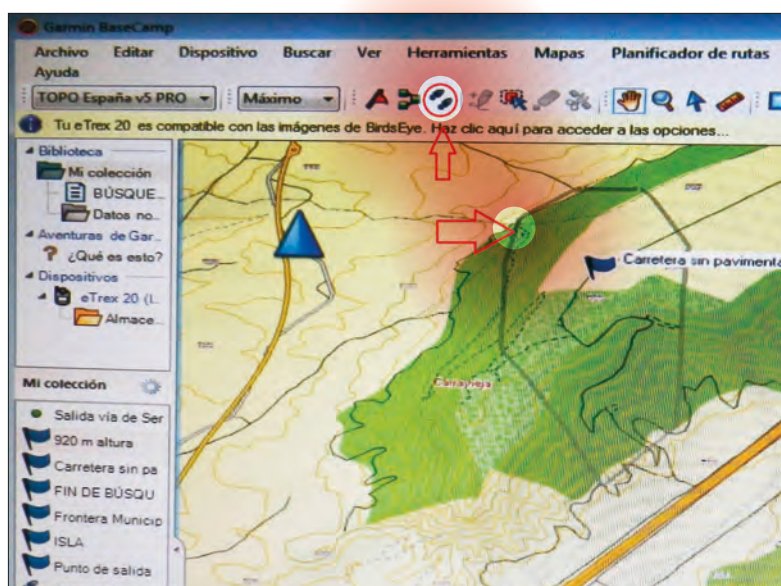 Garmin BaseCamp
Archivo Editar Dispositivo Buscar Ver Herramientas Mapas Planificador de rutas
Ayuda
TOPO España v5 PRO Máximo
Tu eTrex 20 es compatible con las imágenes de BirdsEye. Haz clic aquí para acceder a las opciones...
Biblioteca
Mi colección
BÚSQUE...
Datos no...
Aventuras de Gar...
¿Qué es esto?
Dispositivos
eTrex 20 (I...
Almace...
Carretera sin pavimenta
Mi colección
Salida vía de Ser
920 m altura
Carretera sin pa
FIN DE BÚSQU
Frontera Municip
ISLA
Punto de salida